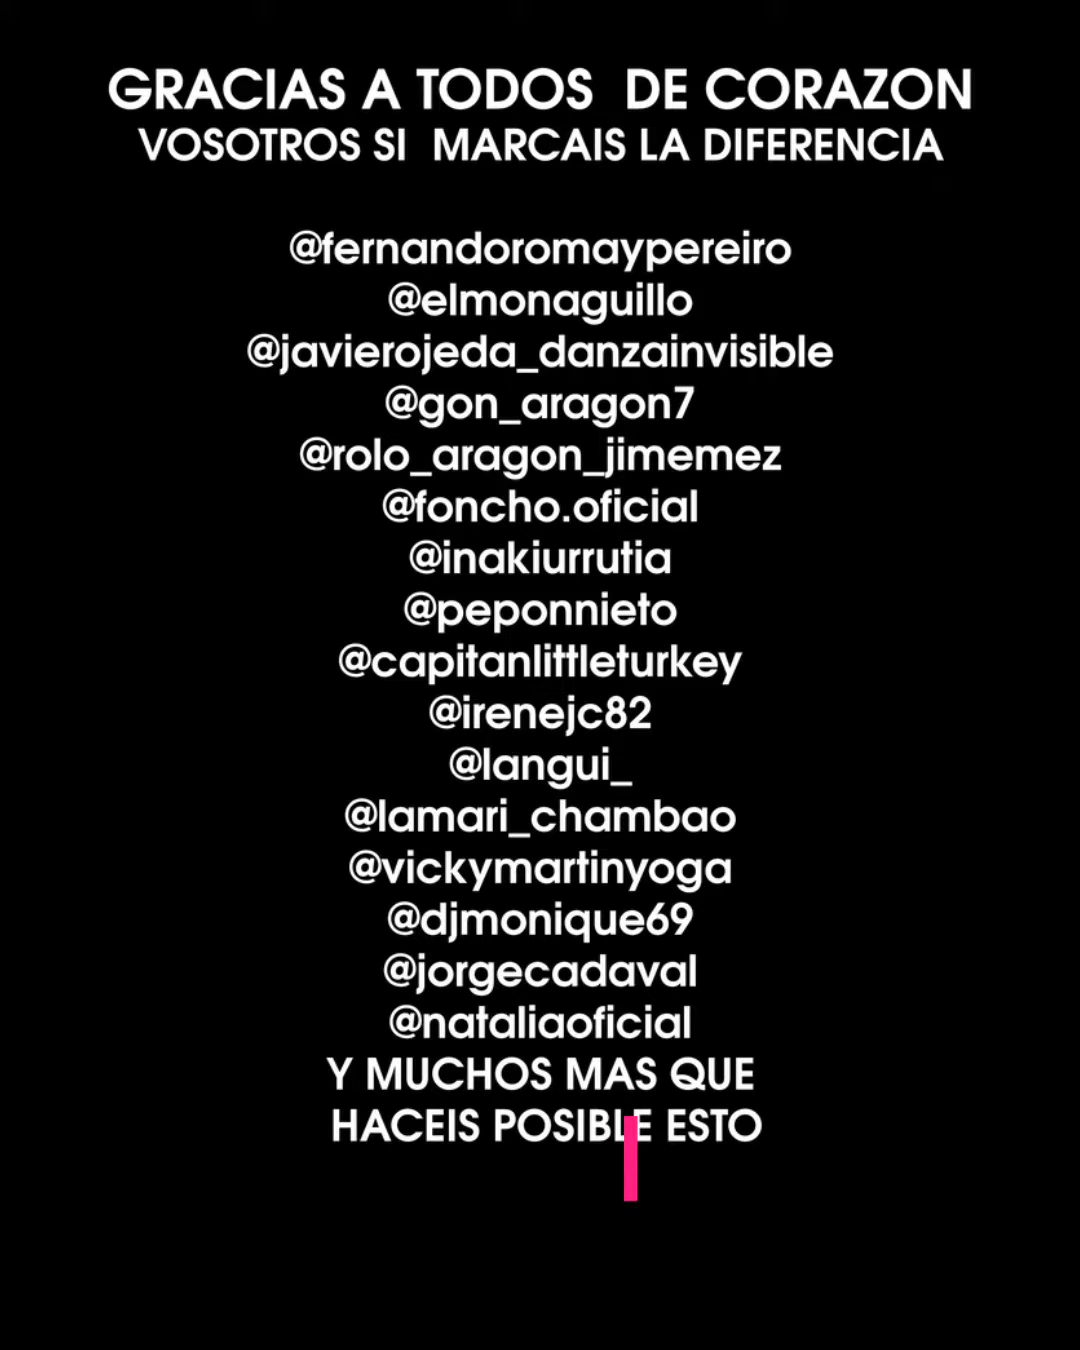 GRACIAS A TODOS DE CORAZON
VOSOTROS SI MARCAIS LA DIFERENCIA
@fernandoromaypereiro
@elmonaguillo
@javierojeda_danzainvisible
@gon_aragon7
@rolo_aragon_jimemez
@foncho.oficial
@inakiurrutia
@peponnieto
@capitanlittleturkey
@irenejc82
@langui_
@lamari_chambao
@vickymartinyoga
@djmonique69
@jorgecadaval
@nataliaoficial
Y MUCHOS MAS QUE
HACEIS POSIBLE ESTO